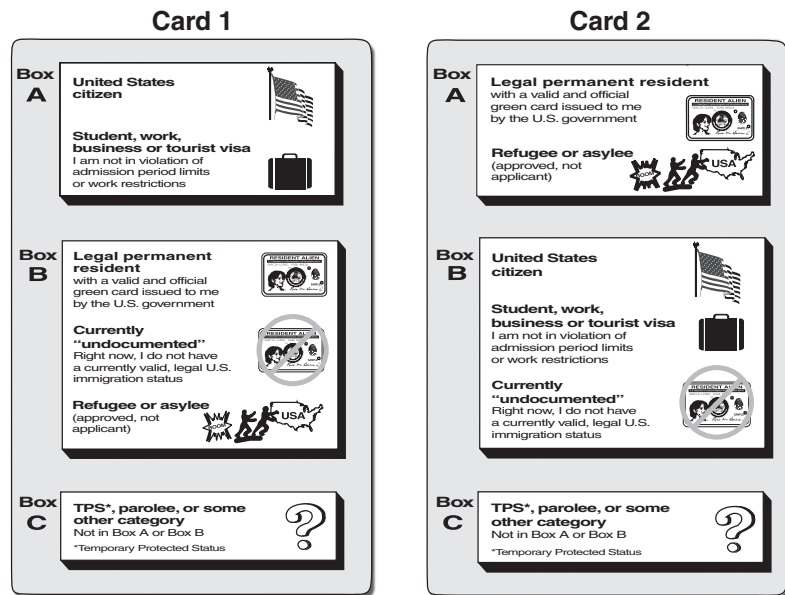 Card 1
Box
A
United States
citizen
Student, work,
business or tourist visa
I am not in violation of
admission period limits
or work restrictions
Box
B
Legal permanent
resident
with a valid and official
green card issued to me
by the U.S. government
RESIDENT ALIEN
Currently
“undocumented”
Right now, I do not have
a currently valid, legal U.S.
immigration status
RESIDENT ALIEN
Refugee or asylee
(approved, not
applicant)
BOOM
USA
Box
C
TPS*, parolee, or some
other category
Not in Box A or Box B
*Temporary Protected Status
Card 2
Box
A
Legal permanent resident
with a valid and official
green card issued to me
by the U.S. government
RESIDENT ALIEN
Refugee or asylee
(approved, not
applicant)
BOOM
USA
Box
B
United States
citizen
Student, work,
business or tourist visa
I am not in violation of
admission period limits
or work restrictions
Currently
“undocumented”
Right now, I do not have
a currently valid, legal U.S.
immigration status
RESIDENT ALIEN
Box
C
TPS*, parolee, or some
other category
Not in Box A or Box B
*Temporary Protected Status